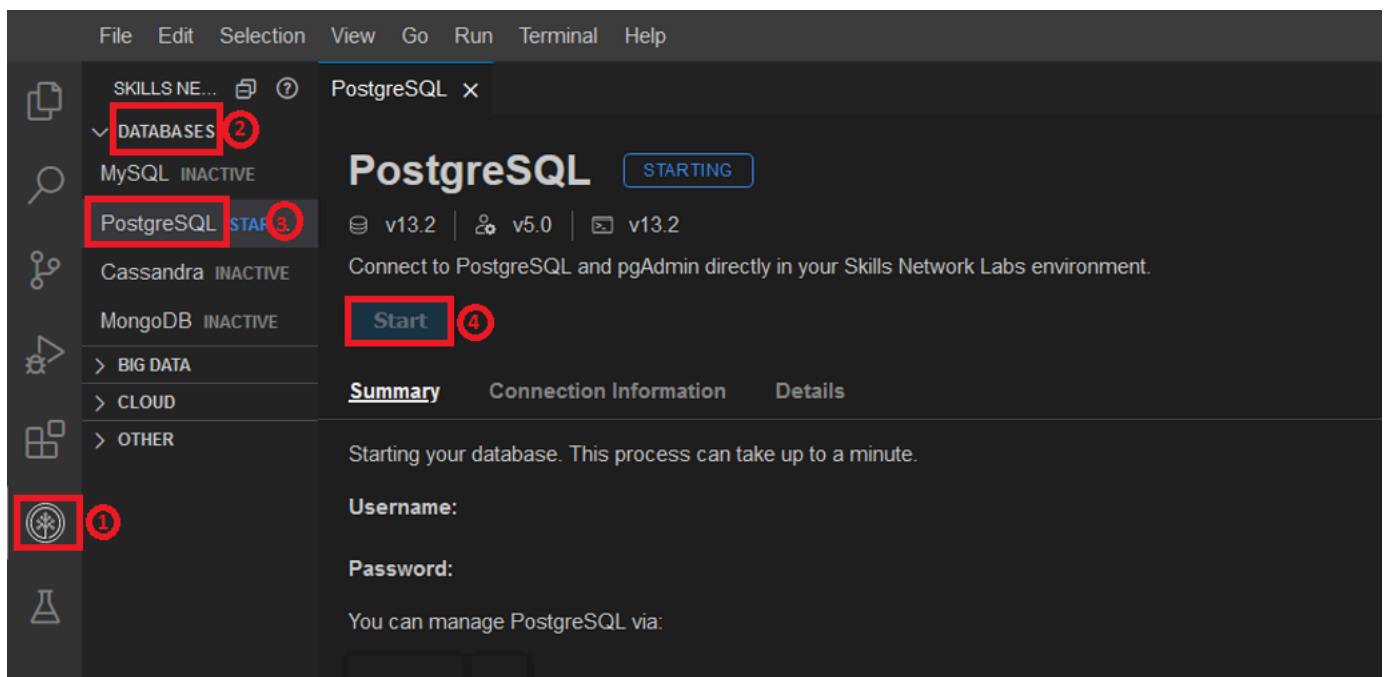 File Edit Selection View Go Run Terminal Help
SKILLS NE...
PostgreSQL
DATABASES 2
MySQL INACTIVE
PostgreSQL 3
Cassandra INACTIVE
MongoDB INACTIVE
BIG DATA
CLOUD
OTHER
1
PostgreSQL STARTING
v13.2 v5.0 v13.2
Connect to PostgreSQL and pgAdmin directly in your Skills Network Labs environment.
Start 4
Summary Connection Information Details
Starting your database. This process can take up to a minute.
Username:
Password:
You can manage PostgreSQL via: